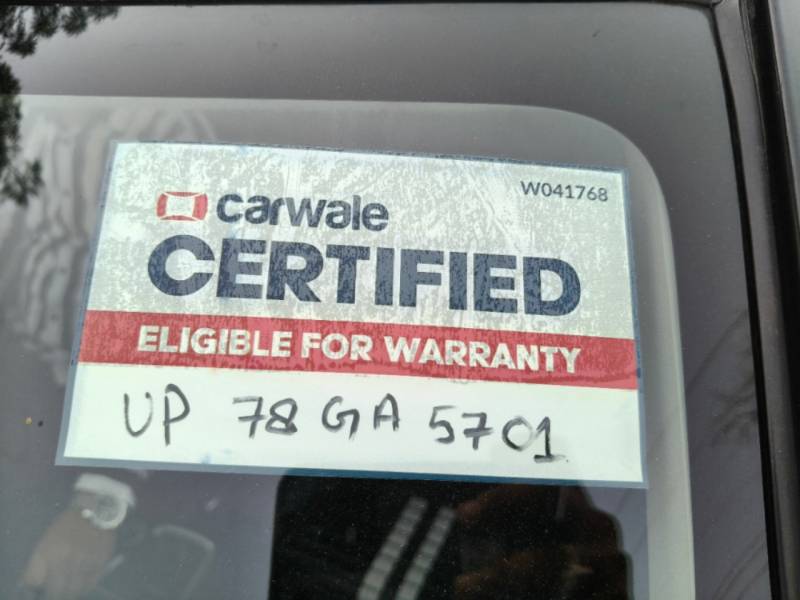 W041768
carwale
CERTIFIED
ELIGIBLE FOR WARRANTY
UP 78 GA 5701